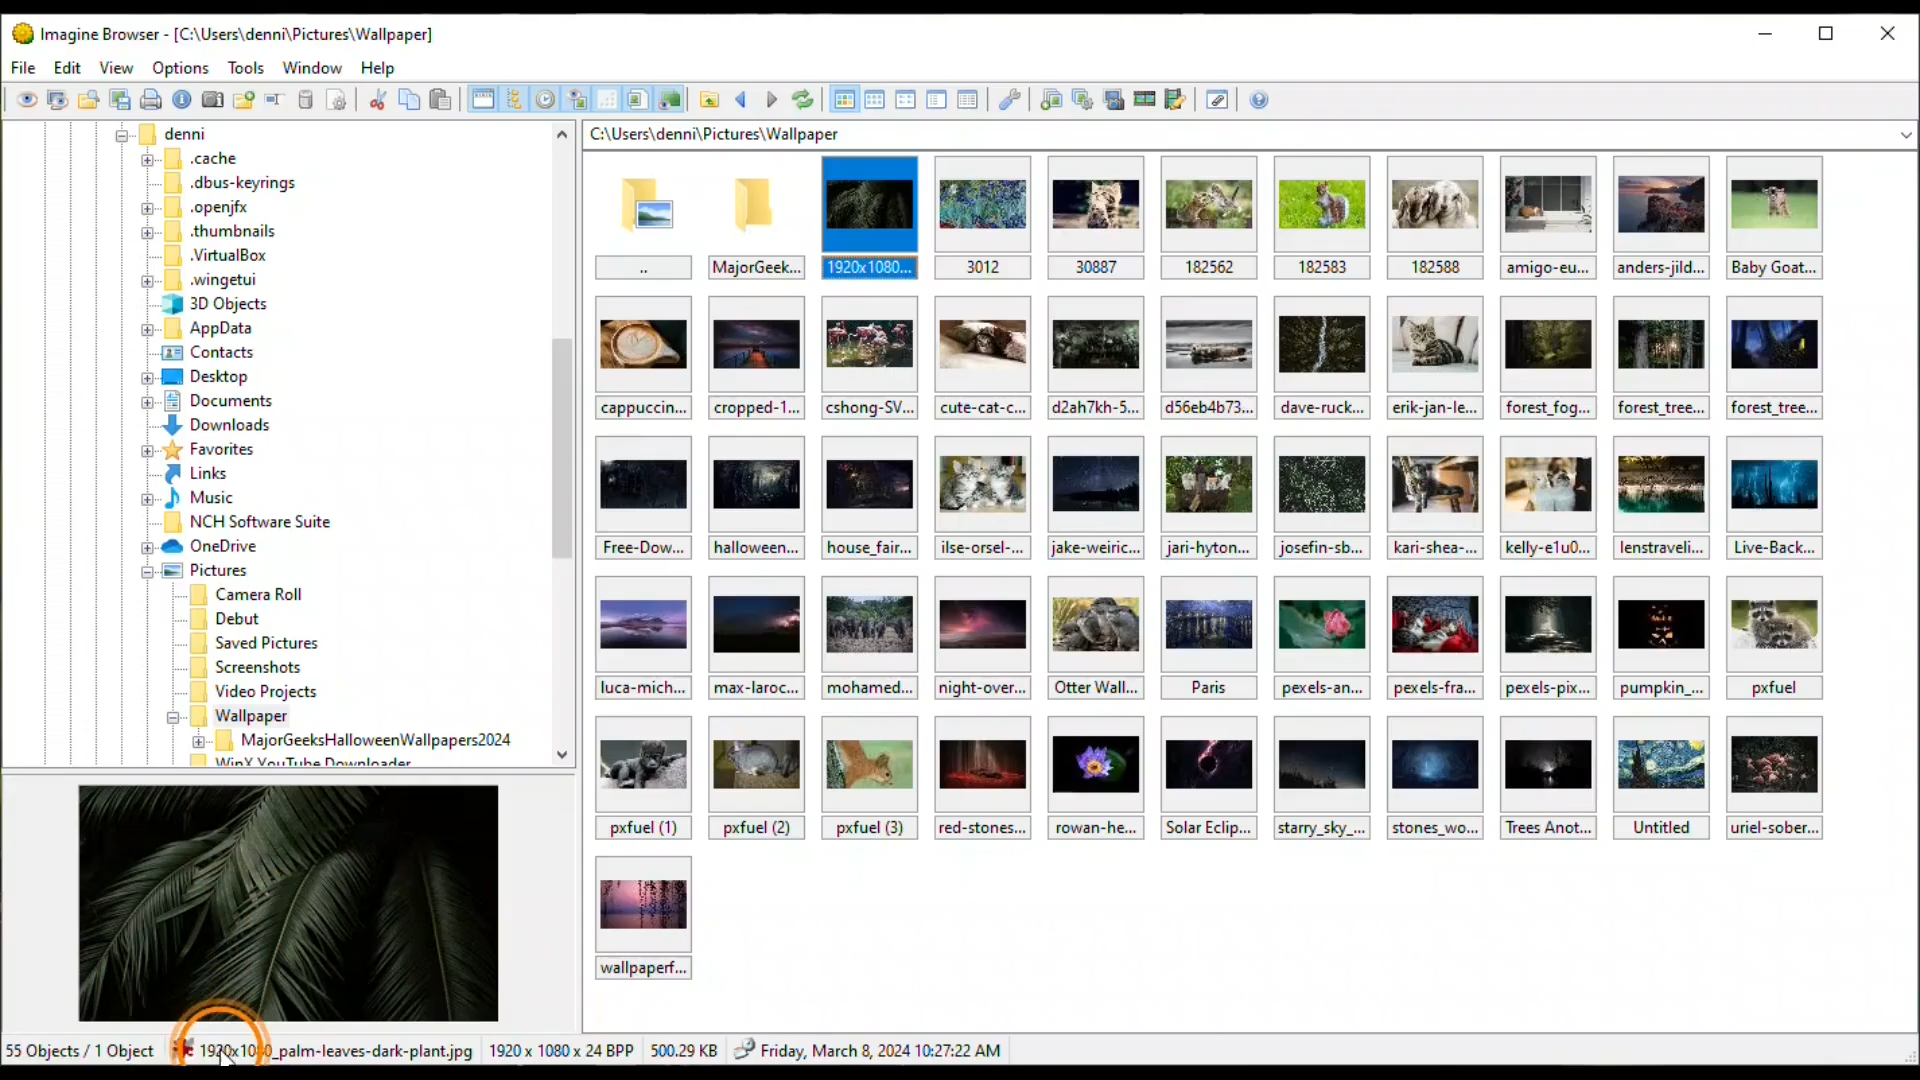 Imagine Browser - [C:\Users\denni\Pictures\Wallpaper]
File Edit View Options Tools Window Help
denni
.cache
.dbus-keyrings
.openjfx
.thumbnails
.VirtualBox
.wingetui
3D Objects
AppData
Contacts
Desktop
Documents
Downloads
Favorites
Links
Music
NCH Software Suite
OneDrive
Pictures
Camera Roll
Debut
Saved Pictures
Screenshots
Video Projects
Wallpaper
MajorGeeksHalloweenWallpapers2024
WinX YouTube Downloader
C:\Users\denni\Pictures\Wallpaper
.. MajorGeek... 1920x1080... 3012 30887 182562 182583 182588 amigo-eu... anders-jild... Baby Goat...
cappuccin... cropped-1... cshong-SV... cute-cat-c... d2ah7kh-5... d56eb4b73... dave-ruck... erik-jan-le... forest_fog... forest_tree... forest_tree...
Free-Dow... halloween... house_fair... ilse-orsel-... jake-weiric... jari-hyton... josefin-sb... kari-shea-... kelly-e1u0... lenstraveli... Live-Back...
luca-mich... max-laroc... mohamed... night-over... Otter Wall... Paris pexels-an... pexels-fra... pexels-pix... pumpkin_... pxfuel
pxfuel (1) pxfuel (2) pxfuel (3) red-stones... rowan-he... Solar Eclip... starry_sky_... stones_wo... Trees Anot... Untitled uriel-sober...
wallpaperf...
55 Objects / 1 Object 1920x1080_palm-leaves-dark-plant.jpg 1920 x 1080 x 24 BPP 500.29 KB Friday, March 8, 2024 10:27:22 AM